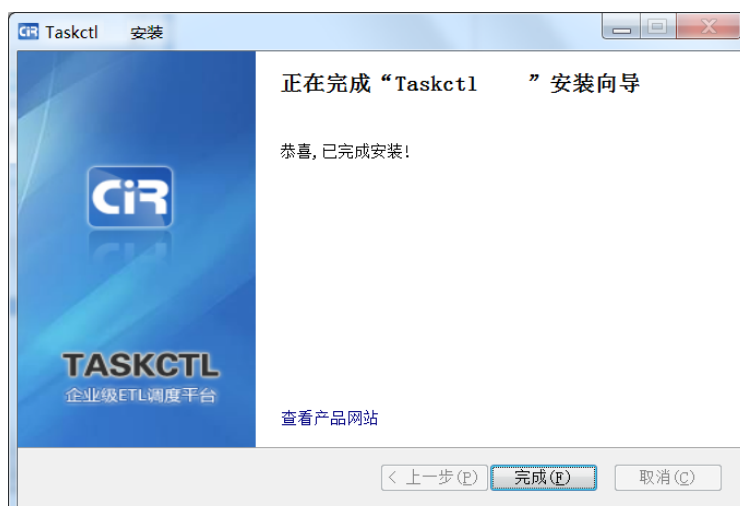 CiR Taskctl 安装
正在完成“Taskctl ”安装向导
恭喜,已完成安装!
CiR
TASKCTL
企业级ETL调度平台
查看产品网站
< 上一步(P) 完成(F) 取消(C)